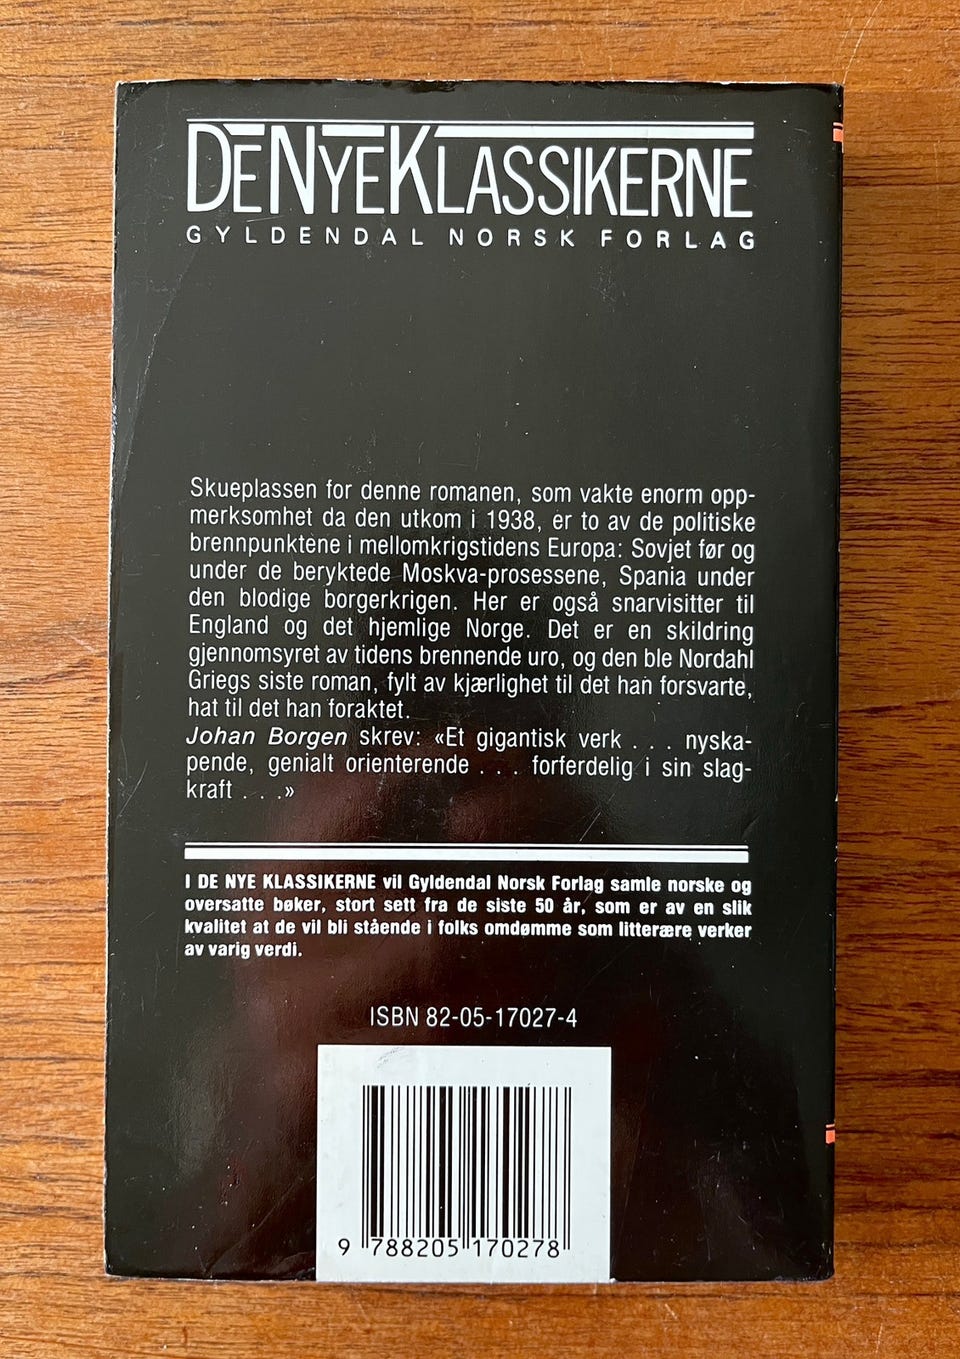 DENYEKLASSIKERNE
GYLDENDAL NORSK FORLAG
Skueplassen for denne romanen, som vakte enorm opp-
merksomhet da den utkom i 1938, er to av de politiske
brennpunktene i mellomkrigstidens Europa: Sovjet før og
under de beryktede Moskva-prosessene, Spania under
den blodige borgerkrigen. Her er også snarvisitter til
England og det hjemlige Norge. Det er en skildring
gjennomsyret av tidens brennende uro, og den ble Nordahl
Griegs siste roman, fylt av kjærlighet til det han forsvarte,
hat til det han foraktet.
Johan Borgen skrev: «Et gigantisk verk . . . nyska-
pende, genialt orienterende . . . forferdelig i sin slag-
kraft . . .»
I DE NYE KLASSIKERNE vil Gyldendal Norsk Forlag samle norske og
oversatte bøker, stort sett fra de siste 50 år, som er av en slik
kvalitet at de vil bli stående i folks omdømme som litterære verker
av varig verdi.
ISBN 82-05-17027-4
9 788205 170278